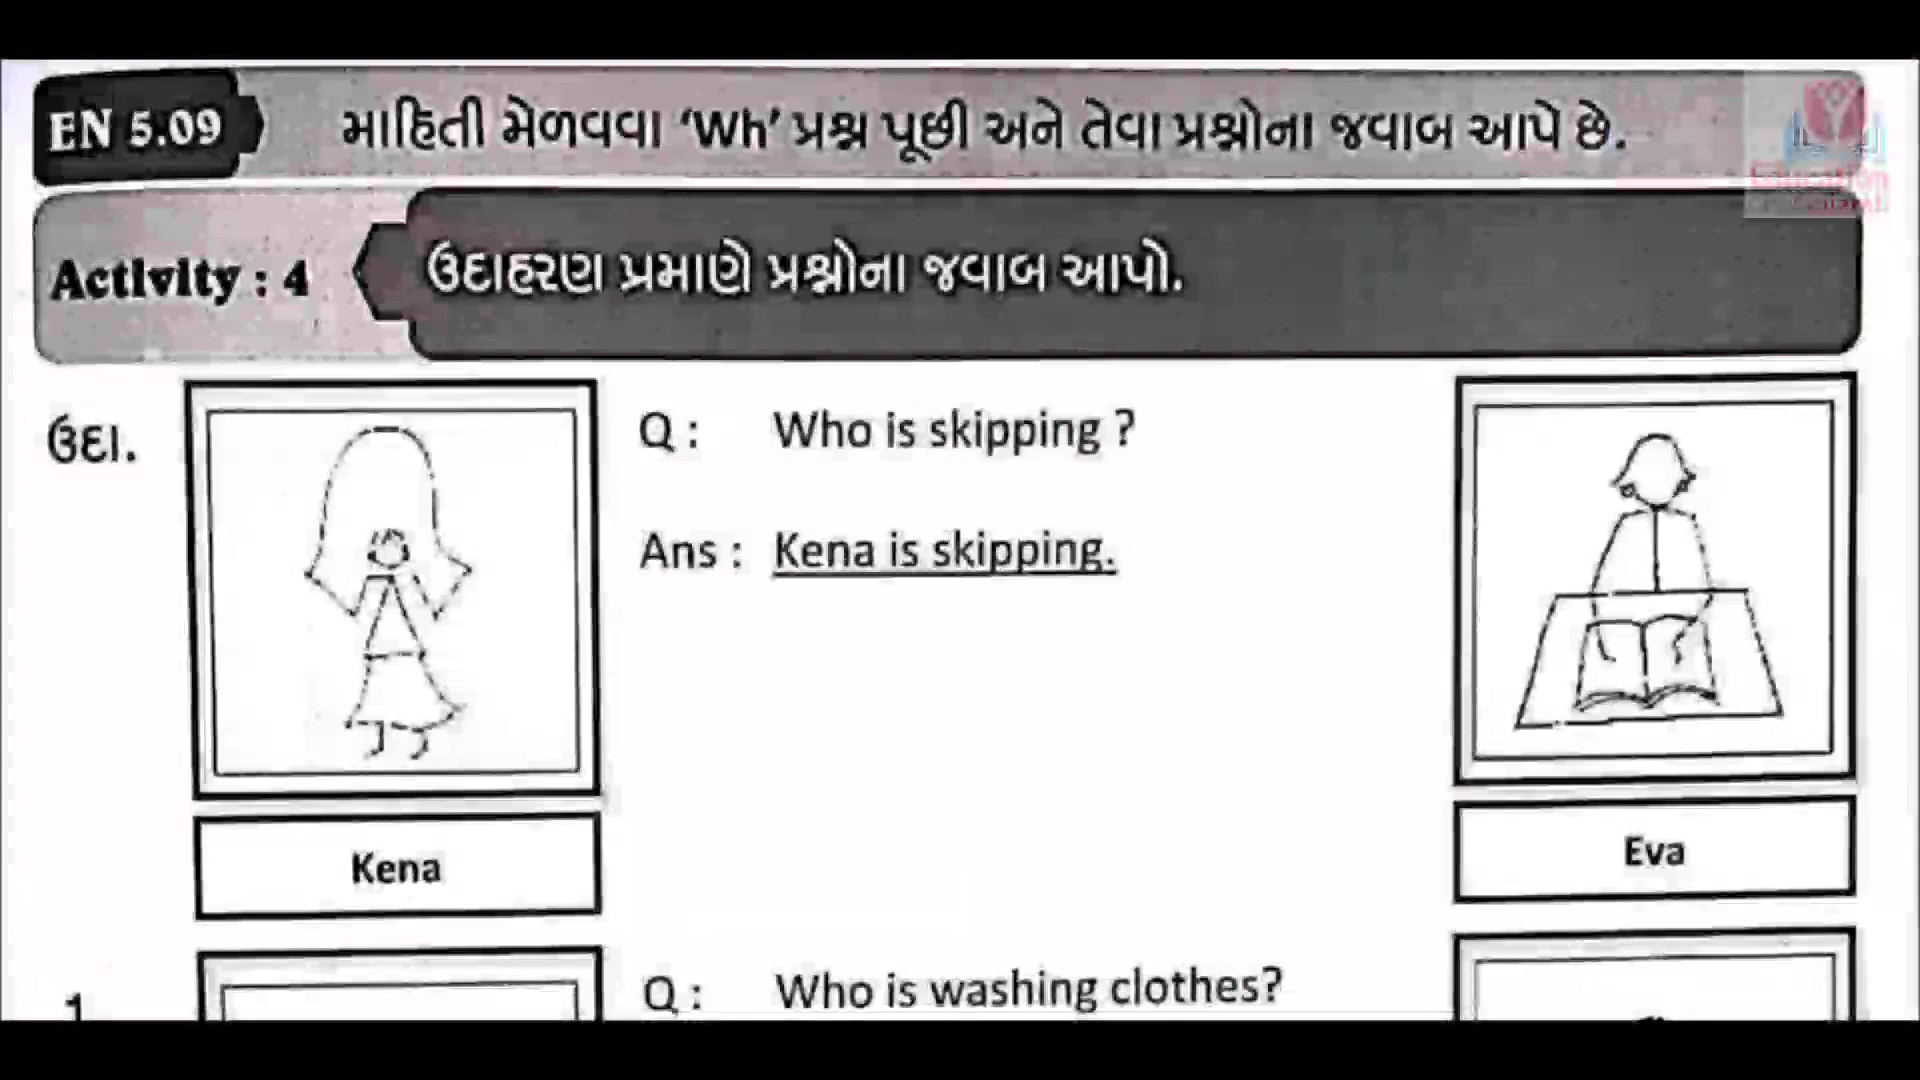 EN 5.09 માહિતી મેળવવા ‘Wh’ પ્રશ્ન પૂછી અને તેવા પ્રશ્નોના જવાબ આપે છે.
Education
Activity : 4 ઉદાહરણ પ્રમાણે પ્રશ્નોના જવાબ આપો.
ઉદા.
Q : Who is skipping ?
Ans : Kena is skipping.
Kena
Eva
1
Q : Who is washing clothes?